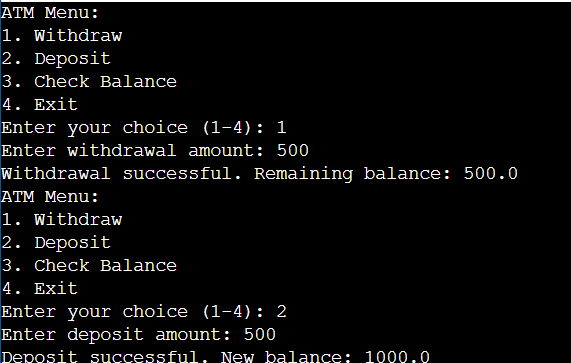 ATM Menu:
1. Withdraw
2. Deposit
3. Check Balance
4. Exit
Enter your choice (1-4): 1
Enter withdrawal amount: 500
Withdrawal successful. Remaining balance: 500.0
ATM Menu:
1. Withdraw
2. Deposit
3. Check Balance
4. Exit
Enter your choice (1-4): 2
Enter deposit amount: 500
Deposit successful. New balance: 1000.0